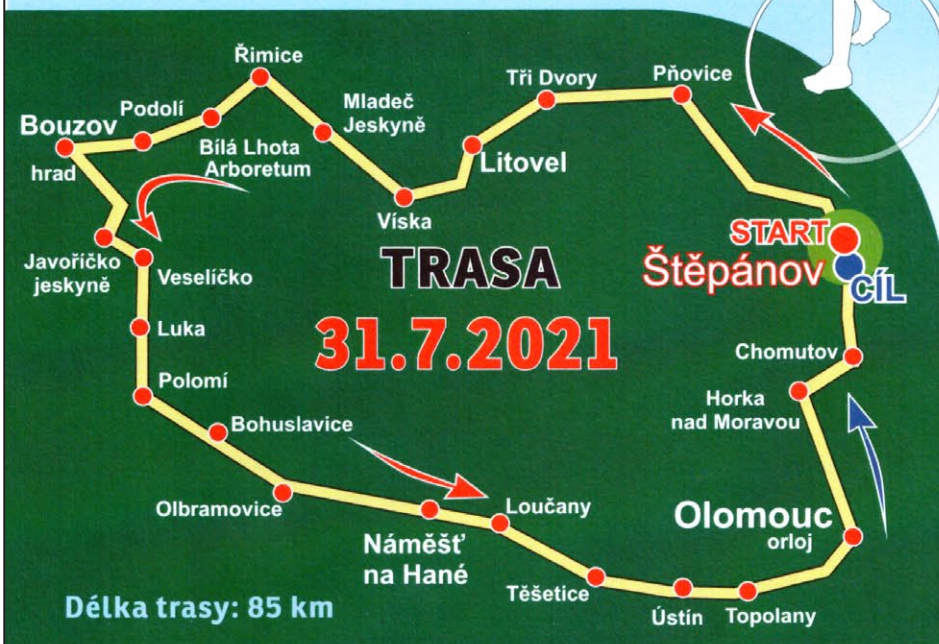 Řimice
Tři Dvory
Pňovice
Podolí
Mladeč
Jeskyně
Bouzov
hrad
Bílá Lhota
Arboretum
Litovel
Víska
START
Štěpánov
CÍL
TRASA
31.7.2021
Javoříčko
jeskyně
Veselíčko
Luka
Chomutov
Polomí
Horka
nad Moravou
Bohuslavice
Olbramovice
Loučany
Olomouc
orloj
Náměšť
na Hané
Těšetice
Ústín
Topolany
Délka trasy: 85 km